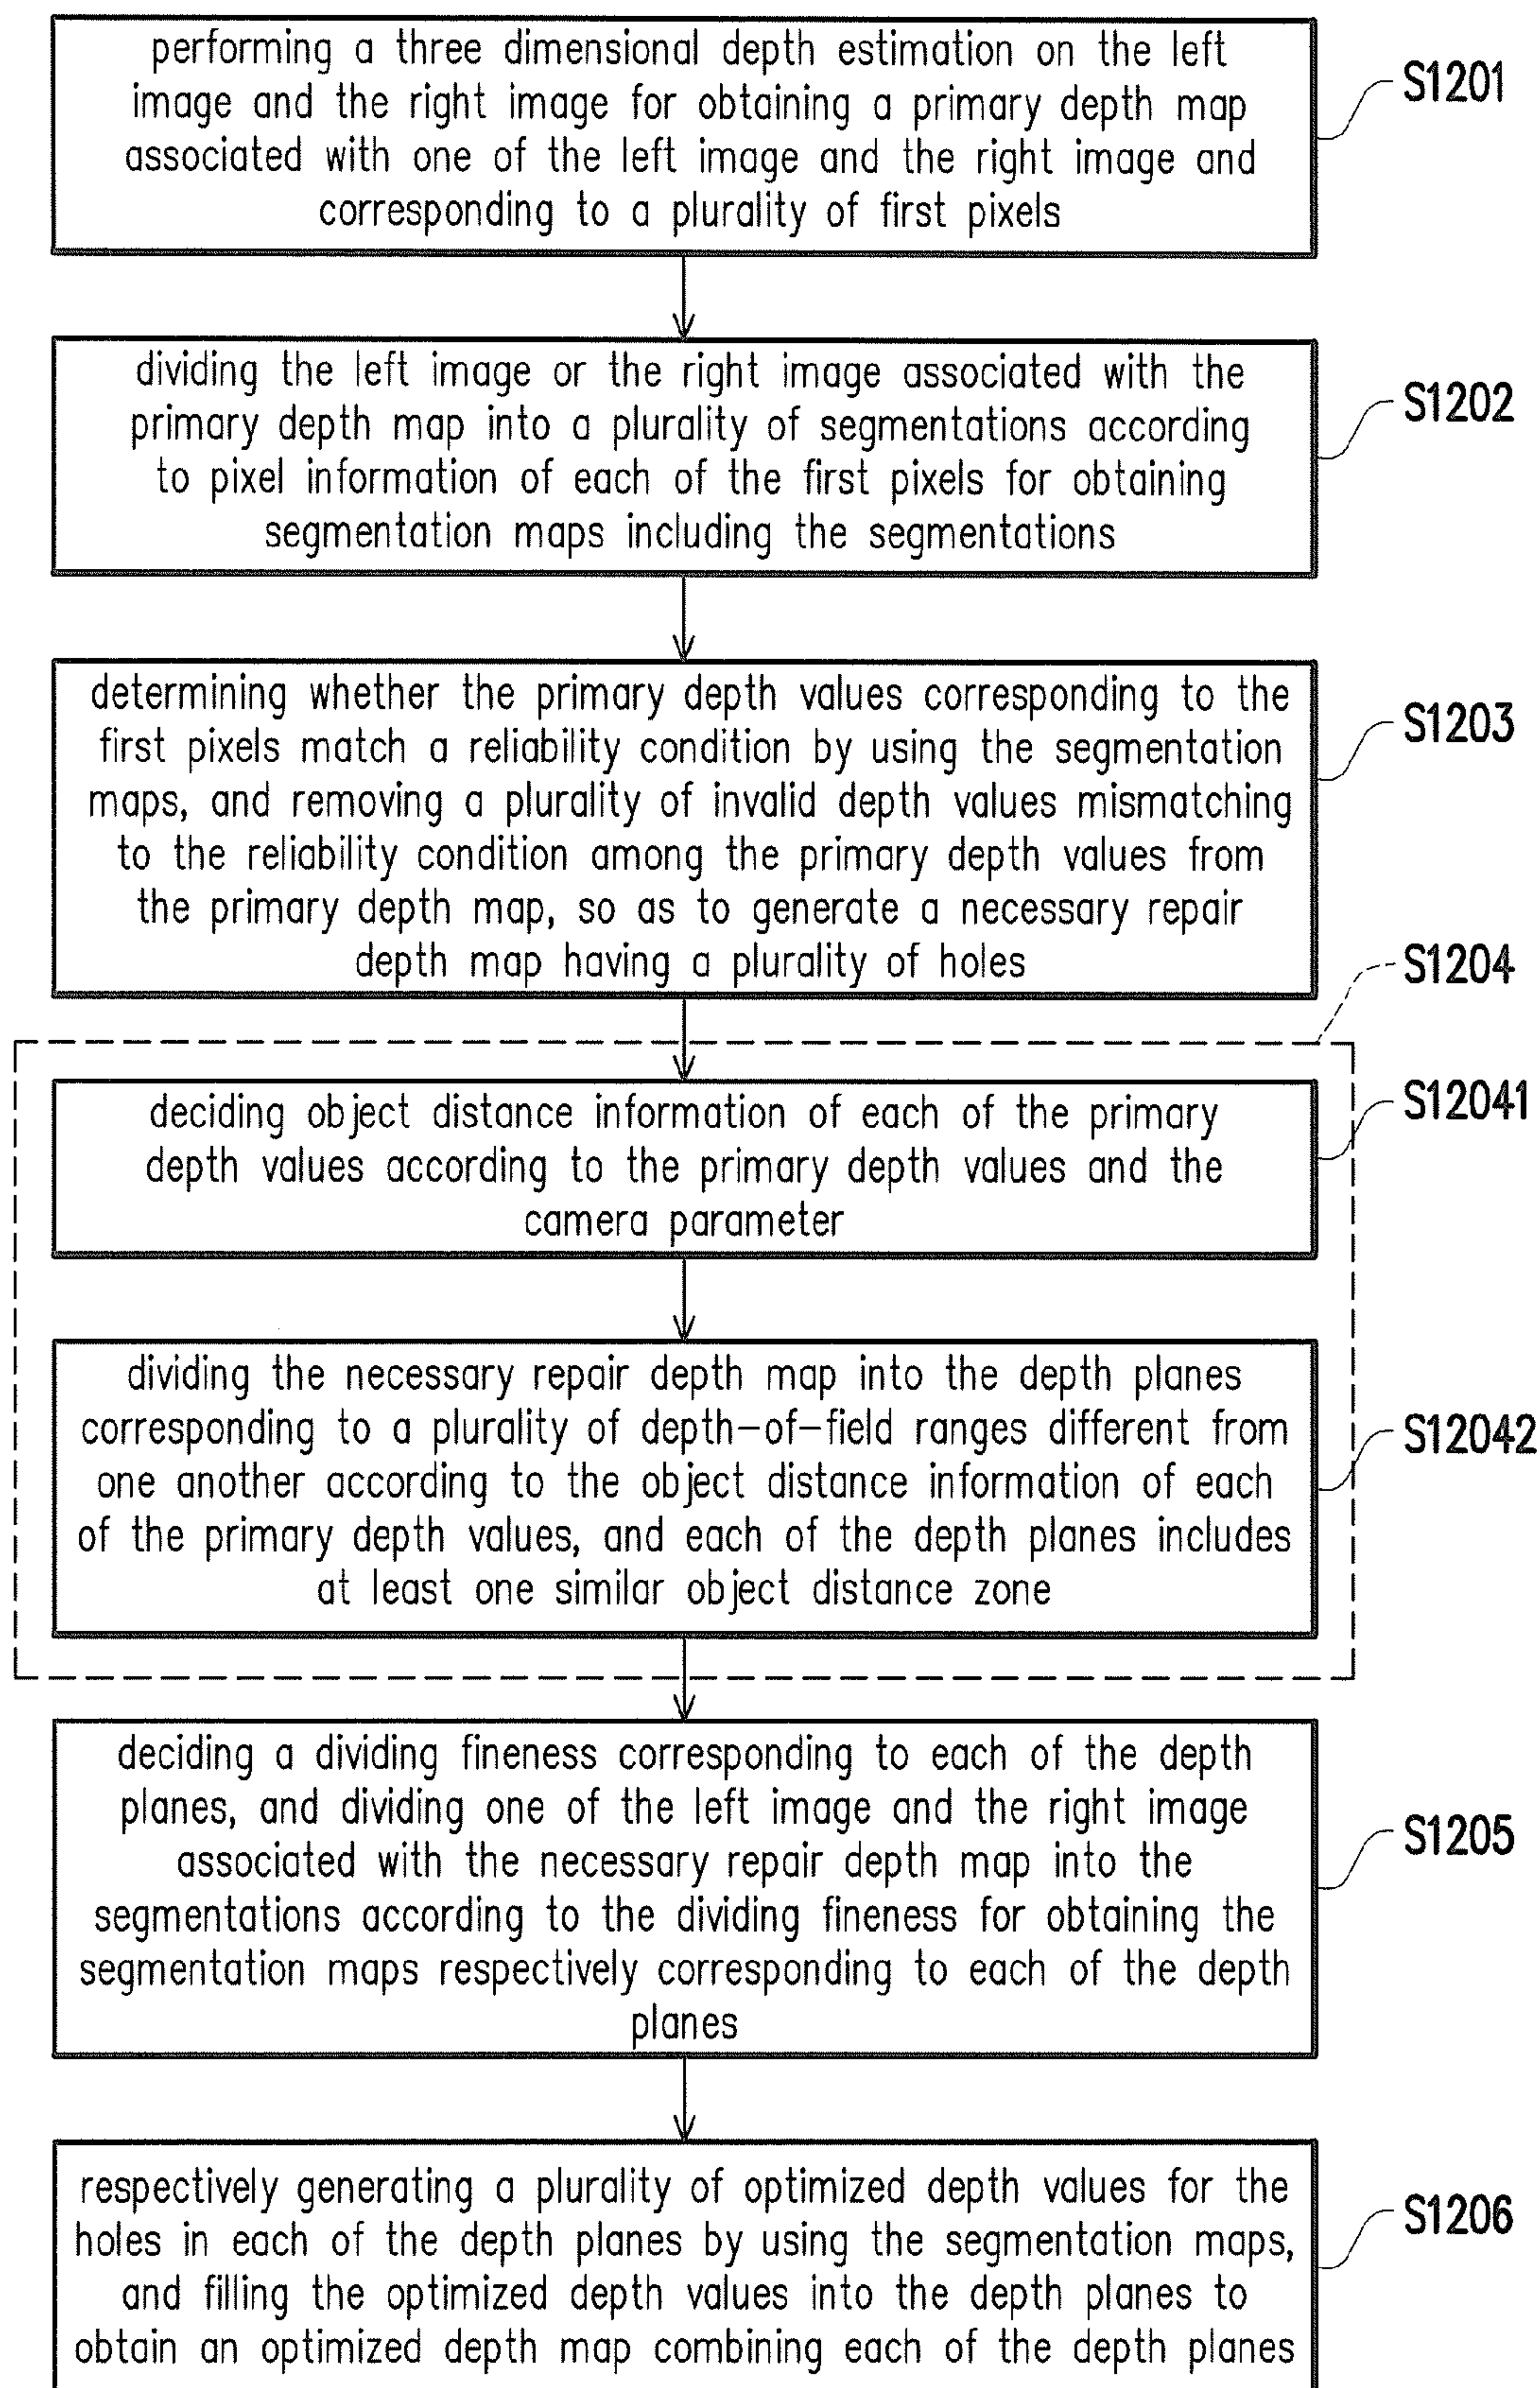 performing a three dimensional depth estimation on the left
image and the right image for obtaining a primary depth map
associated with one of the left image and the right image and
corresponding to a plurality of first pixels
S1201
dividing the left image or the right image associated with the
primary depth map into a plurality of segmentations according
to pixel information of each of the first pixels for obtaining
segmentation maps including the segmentations
S1202
determining whether the primary depth values corresponding to the
first pixels match a reliability condition by using the segmentation
maps, and removing a plurality of invalid depth values mismatching
to the reliability condition among the primary depth values from
the primary depth map, so as to generate a necessary repair
depth map having a plurality of holes
S1203
S1204
deciding object distance information of each of the primary
depth values according to the primary depth values and the
camera parameter
S12041
dividing the necessary repair depth map into the depth planes
corresponding to a plurality of depth-of-field ranges different from
one another according to the object distance information of each
of the primary depth values, and each of the depth planes includes
at least one similar object distance zone
S12042
deciding a dividing fineness corresponding to each of the depth
planes, and dividing one of the left image and the right image
associated with the necessary repair depth map into the
segmentations according to the dividing fineness for obtaining the
segmentation maps respectively corresponding to each of the depth
planes
S1205
respectively generating a plurality of optimized depth values for the
holes in each of the depth planes by using the segmentation maps,
and filling the optimized depth values into the depth planes to
obtain an optimized depth map combining each of the depth planes
S1206